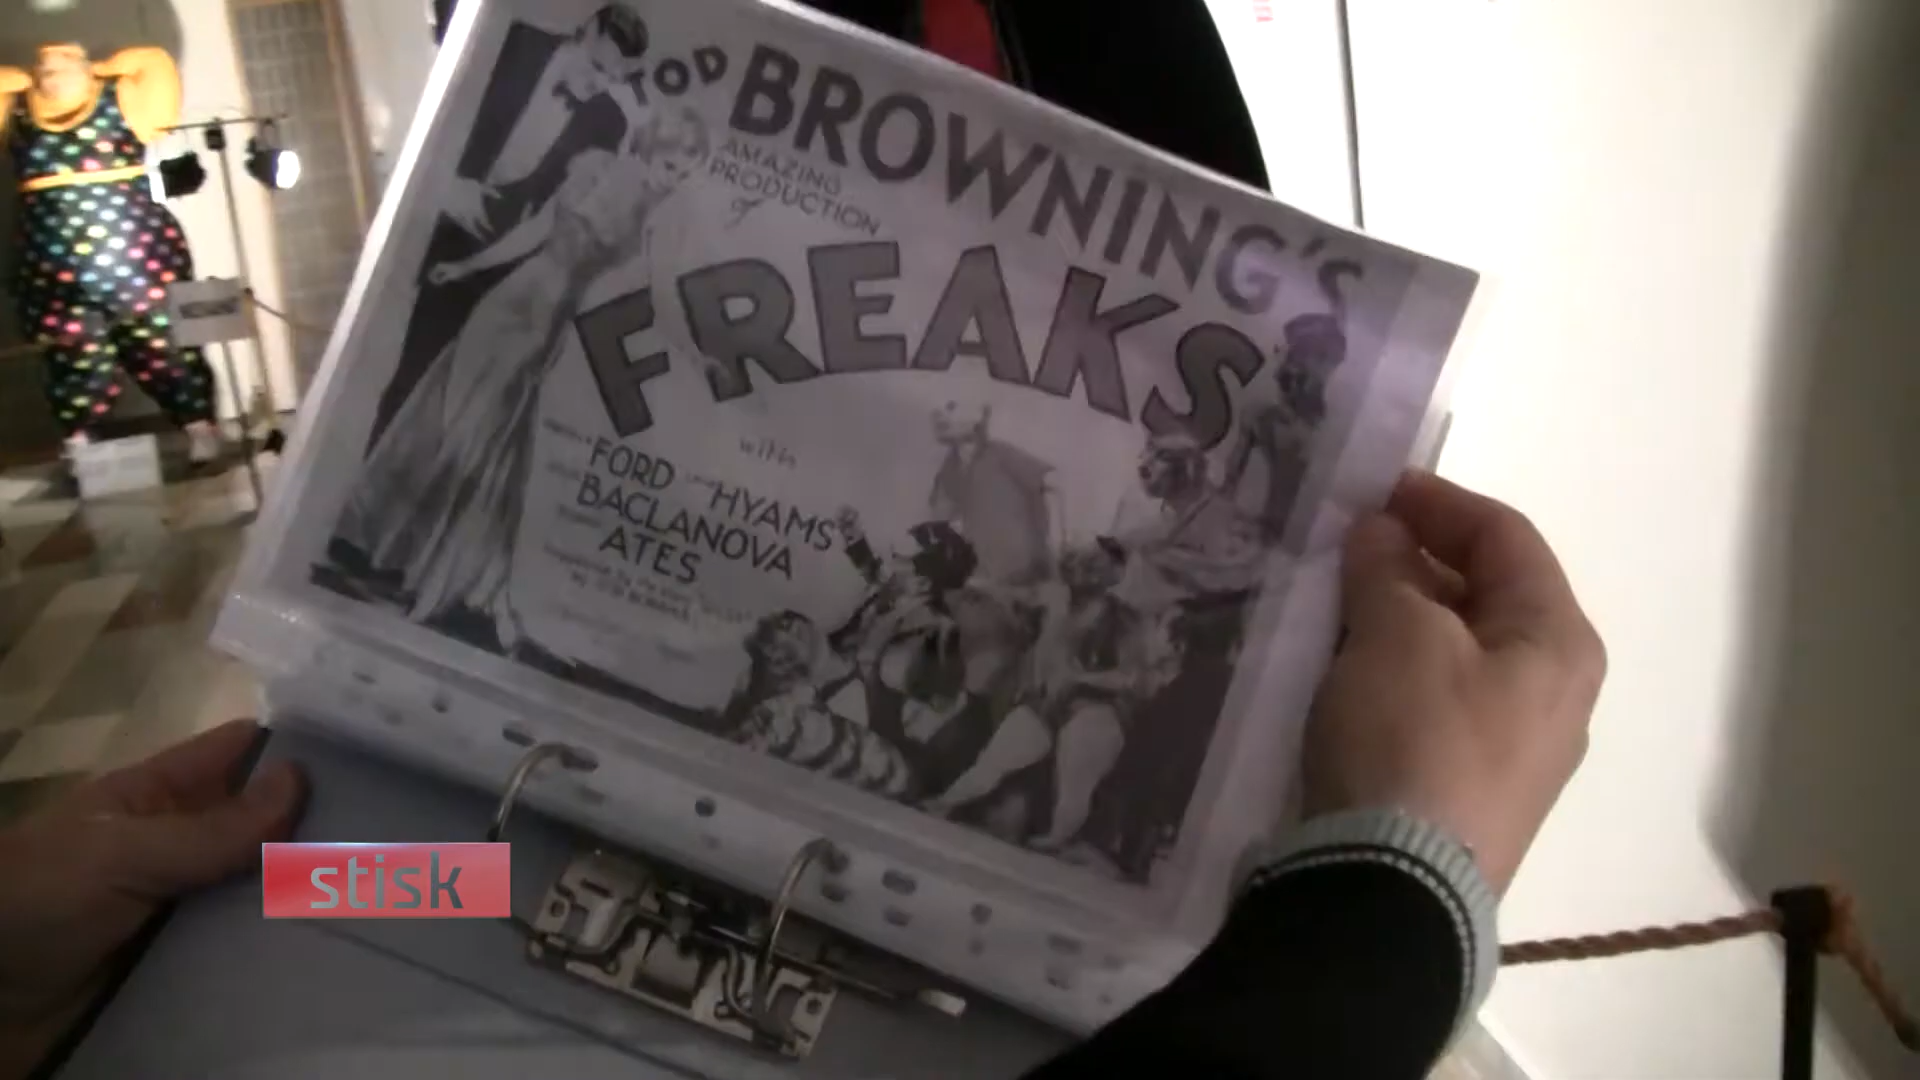 TOD BROWNING'S
AMAZING
PRODUCTION
of
FREAKS
with
FORD HYAMS
BACLANOVA
ATES
stisk